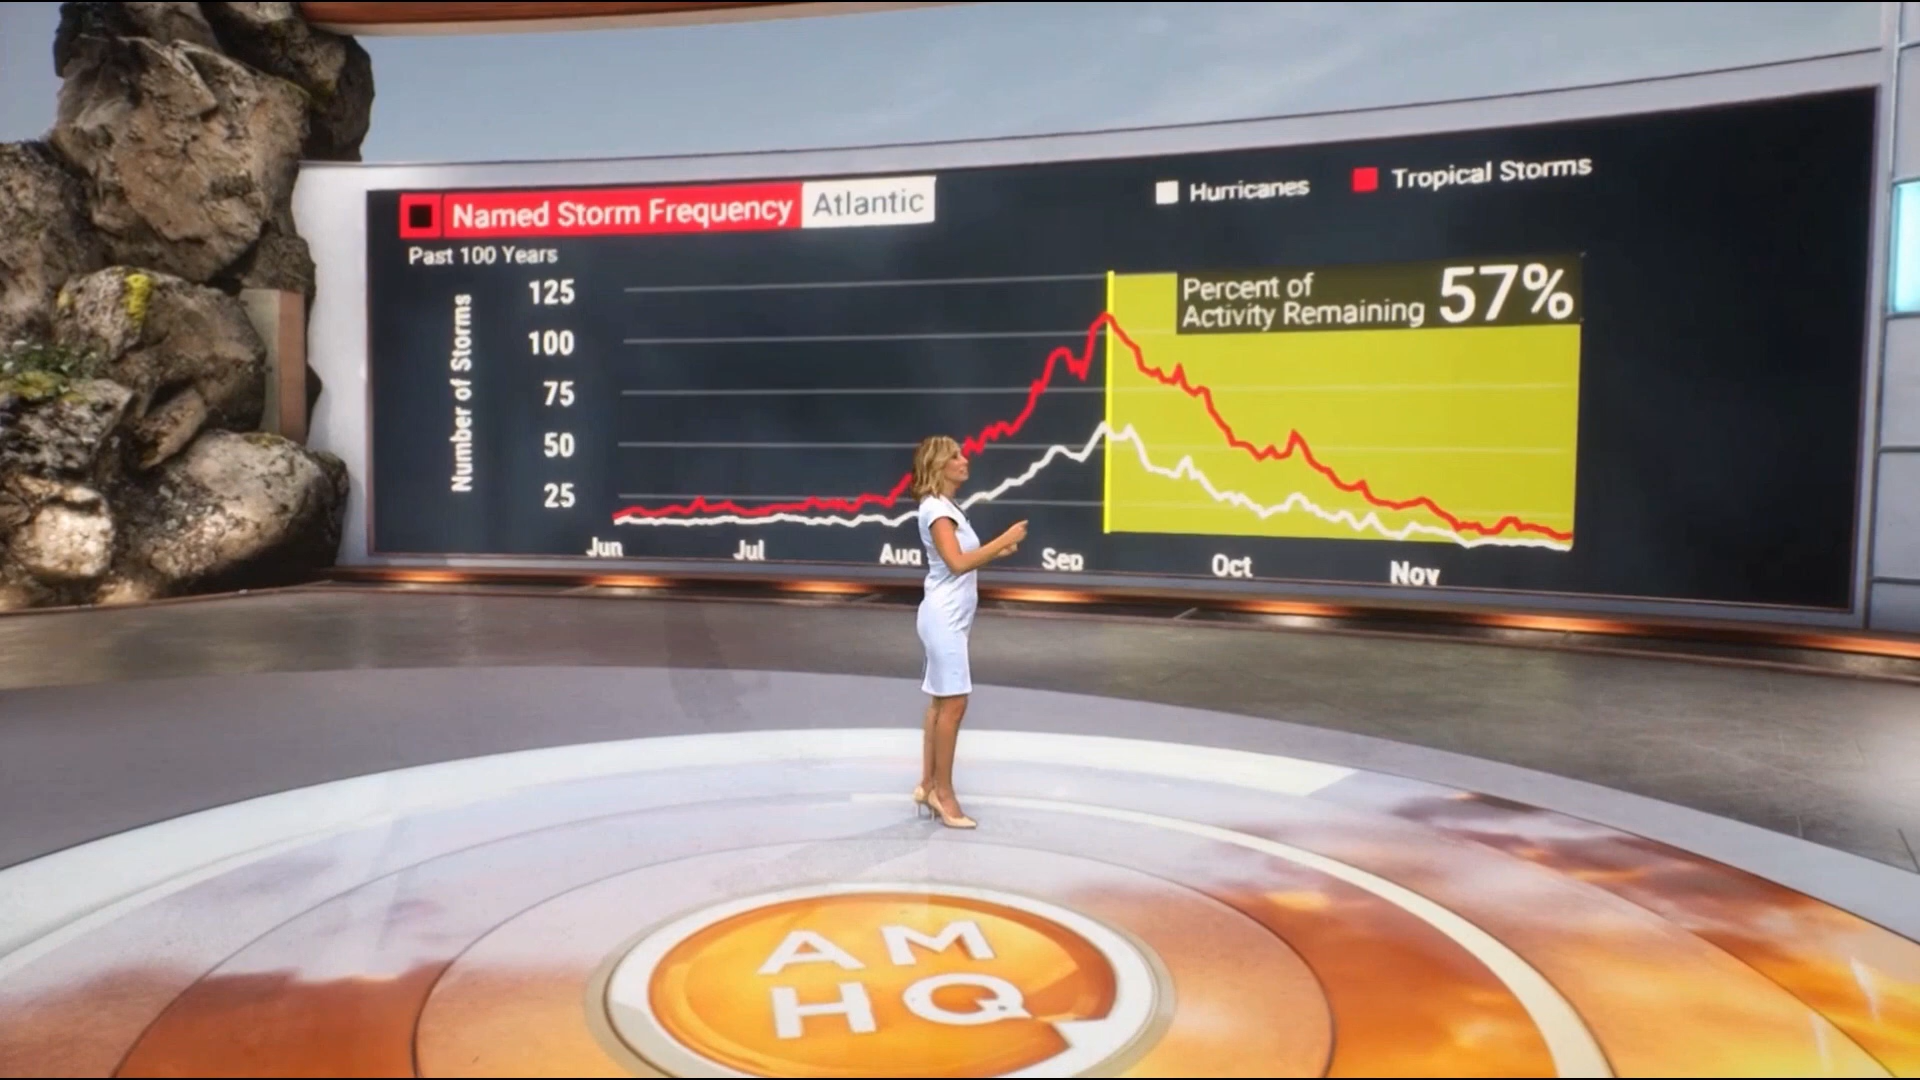 Named Storm Frequency Atlantic
Past 100 Years
Hurricanes
Tropical Storms
Number of Storms
125
100
75
50
25
Percent of
Activity Remaining 57%
Jun
Jul
Aug
Sep
Oct
Nov
AM
HQ